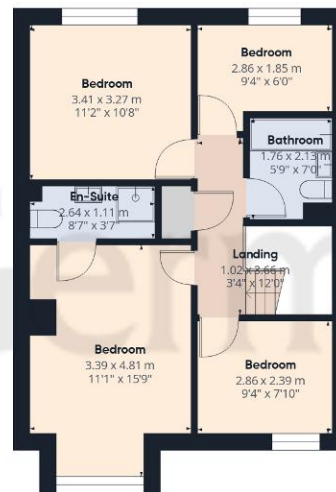 Bedroom
3.41 x 3.27 m
11'2" x 10'8"
Bedroom
2.86 x 1.85 m
9'4" x 6'0"
Bathroom
1.76 x 2.13 m
5'9" x 7'0"
En-Suite
2.64 x 1.11 m
8'7" x 3'7"
Landing
1.02 x 3.66 m
3'4" x 12'0"
Bedroom
3.39 x 4.81 m
11'1" x 15'9"
Bedroom
2.86 x 2.39 m
9'4" x 7'10"